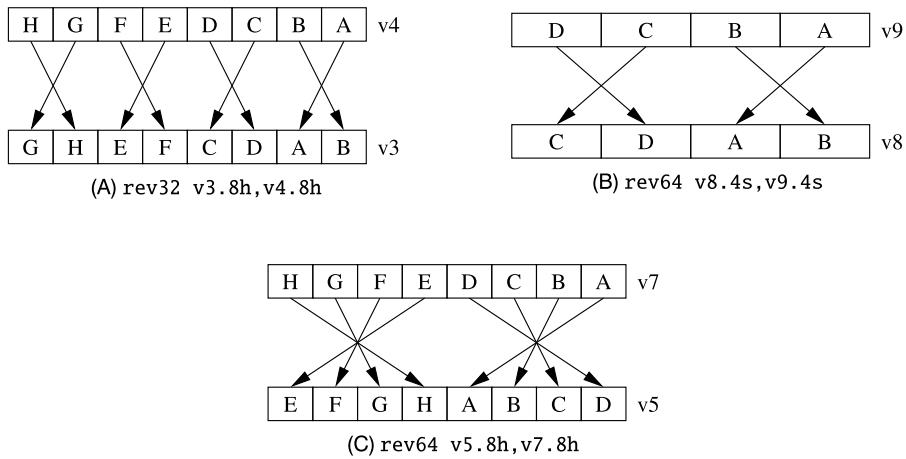 H G F E D C B A v4
G H E F C D A B v3
(A) rev32 v3.8h,v4.8h
D C B A v9
C D A B v8
(B) rev64 v8.4s,v9.4s
H G F E D C B A v7
E F G H A B C D v5
(C) rev64 v5.8h,v7.8h